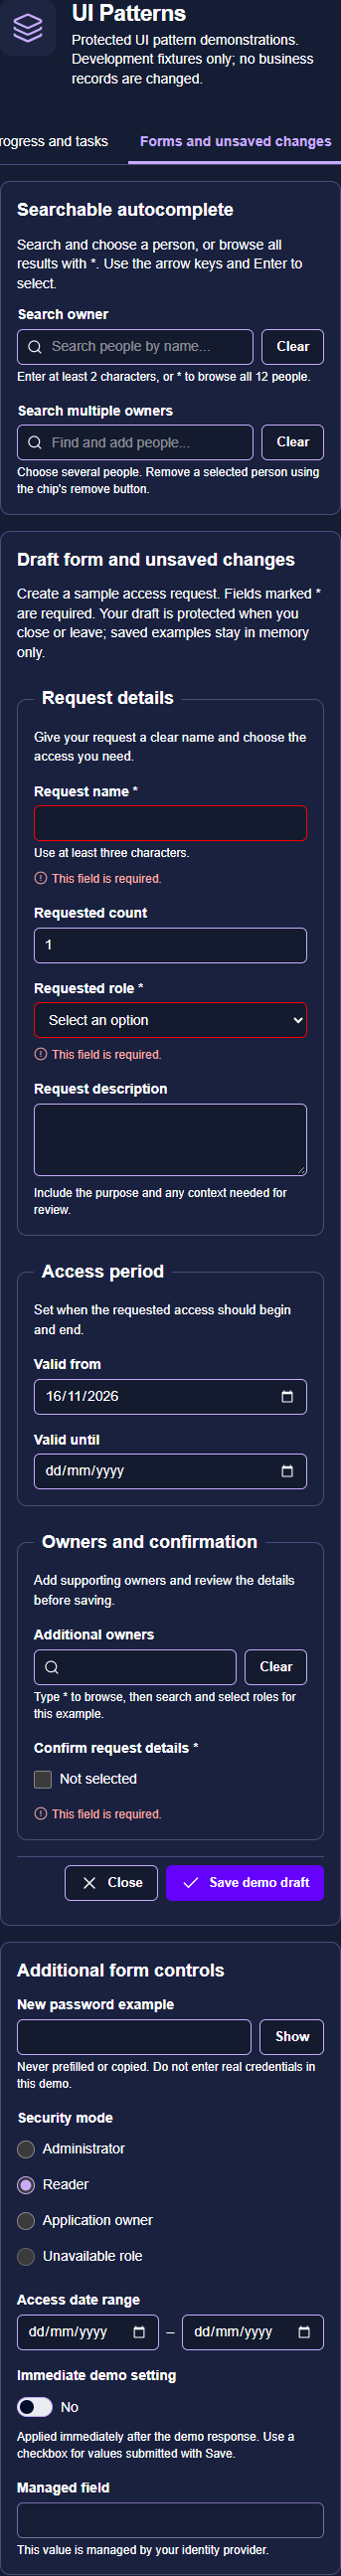 UI Patterns
Protected UI pattern demonstrations.
Development fixtures only; no business
records are changed.
rogress and tasks
Forms and unsaved changes
Searchable autocomplete
Search and choose a person, or browse all
results with *. Use the arrow keys and Enter to
select.
Search owner
Search people by name...
Clear
Enter at least 2 characters, or * to browse all 12 people.
Search multiple owners
Find and add people...
Clear
Choose several people. Remove a selected person using
the chip's remove button.
Draft form and unsaved changes
Create a sample access request. Fields marked *
are required. Your draft is protected when you
close or leave; saved examples stay in memory
only.
Request details
Give your request a clear name and choose the
access you need.
Request name *
Use at least three characters.
This field is required.
Requested count
1
Requested role *
Select an option
This field is required.
Request description
Include the purpose and any context needed for
review.
Access period
Set when the requested access should begin
and end.
Valid from
16/11/2026
Valid until
dd/mm/yyyy
Owners and confirmation
Add supporting owners and review the details
before saving.
Additional owners
Clear
Type * to browse, then search and select roles for
this example.
Confirm request details *
Not selected
This field is required.
Close
Save demo draft
Additional form controls
New password example
Show
Never prefilled or copied. Do not enter real credentials in
this demo.
Security mode
Administrator
Reader
Application owner
Unavailable role
Access date range
dd/mm/yyyy – dd/mm/yyyy
Immediate demo setting
No
Applied immediately after the demo response. Use a
checkbox for values submitted with Save.
Managed field
This value is managed by your identity provider.